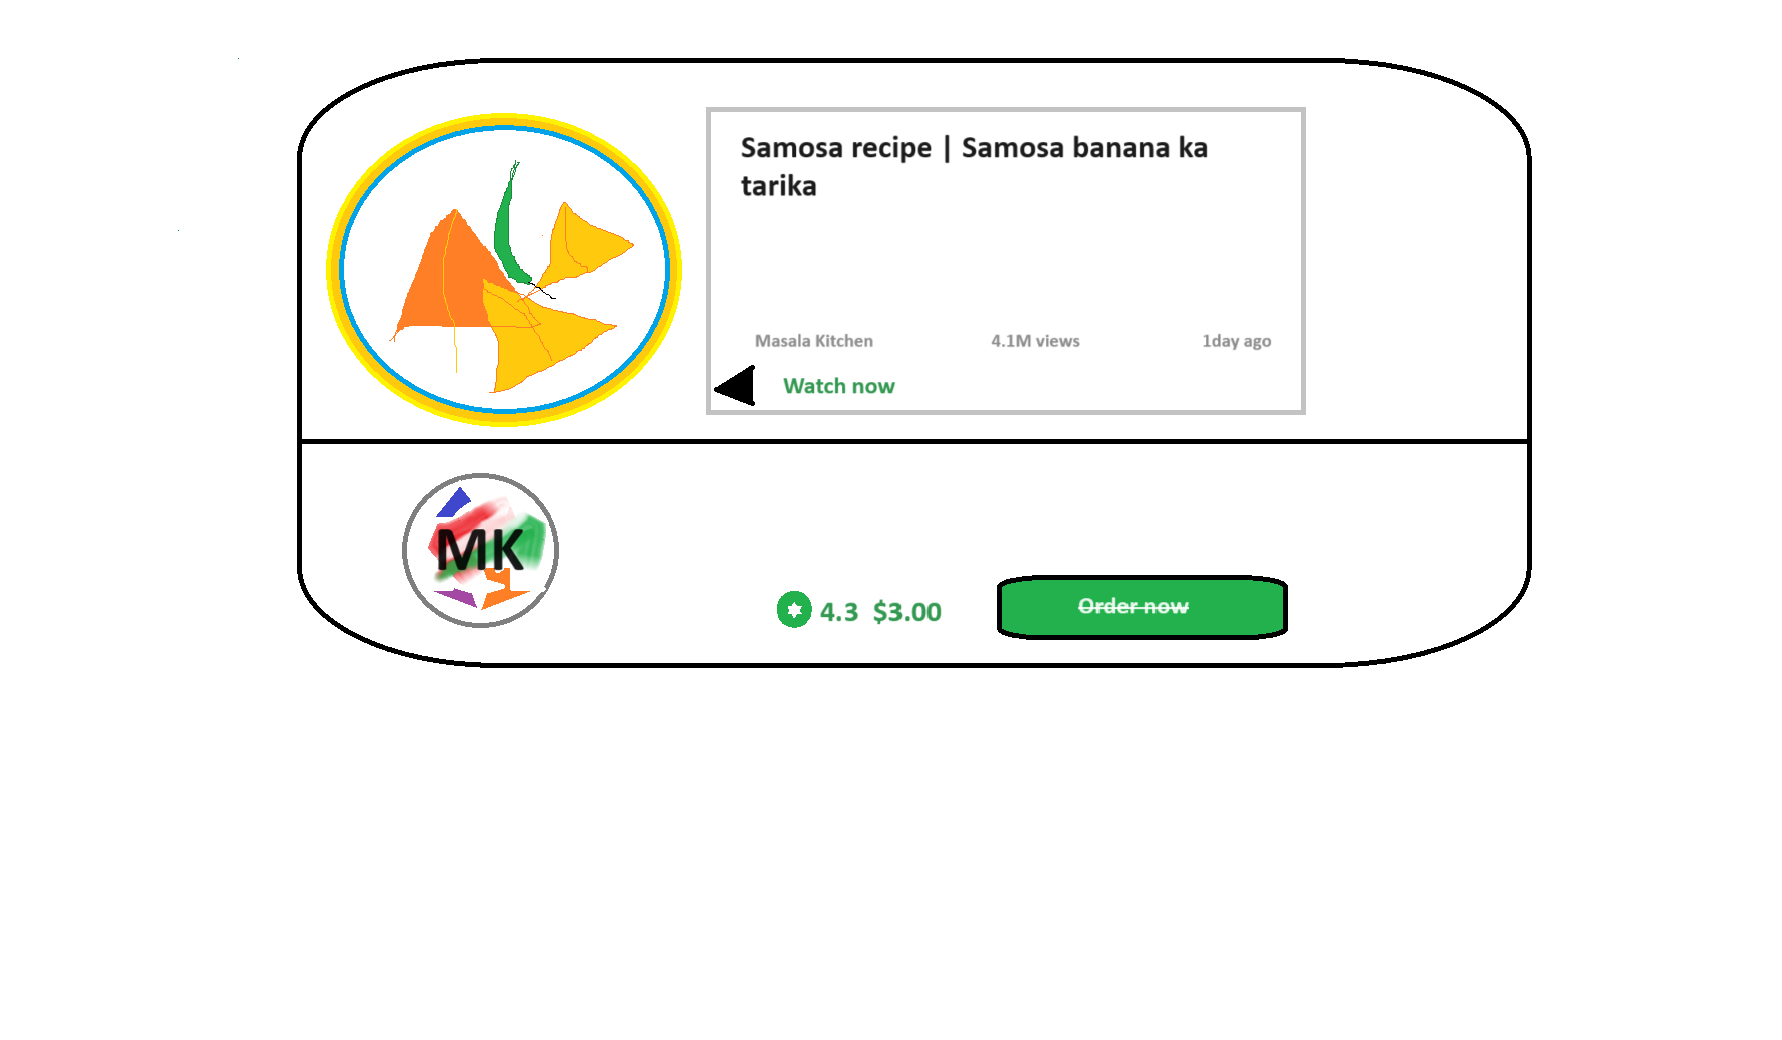 Samosa recipe | Samosa banana ka
tarika
Masala Kitchen 4.1M views 1day ago
Watch now
MK
4.3 $3.00
Order now